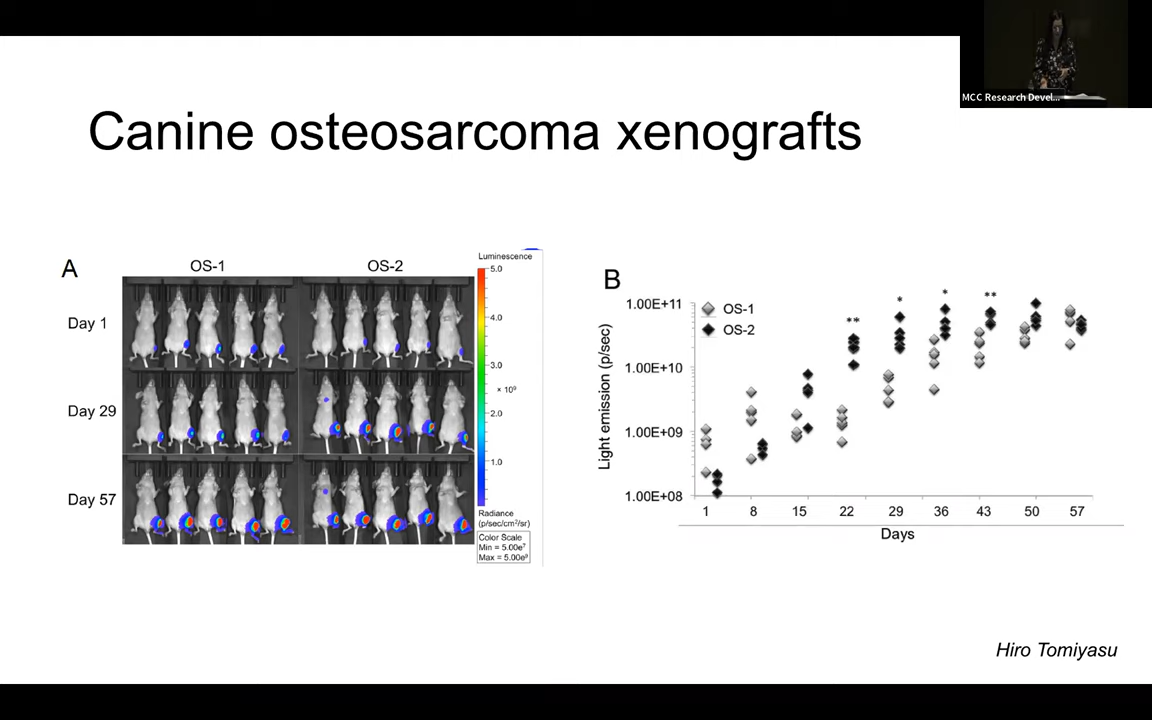 MCC Research Devel...
Canine osteosarcoma xenografts
A
OS-1
OS-2
Day 1
Day 29
Day 57
Luminescence
5.0
4.0
3.0
× 10⁹
2.0
1.0
Radiance
(p/sec/cm²/sr)
Color Scale
Min = 5.00e⁷
Max = 5.00e⁹
B
OS-1
OS-2
Light emission (p/sec)
1.00E+11
1.00E+10
1.00E+09
1.00E+08
** * * **
1 8 15 22 29 36 43 50 57
Days
Hiro Tomiyasu